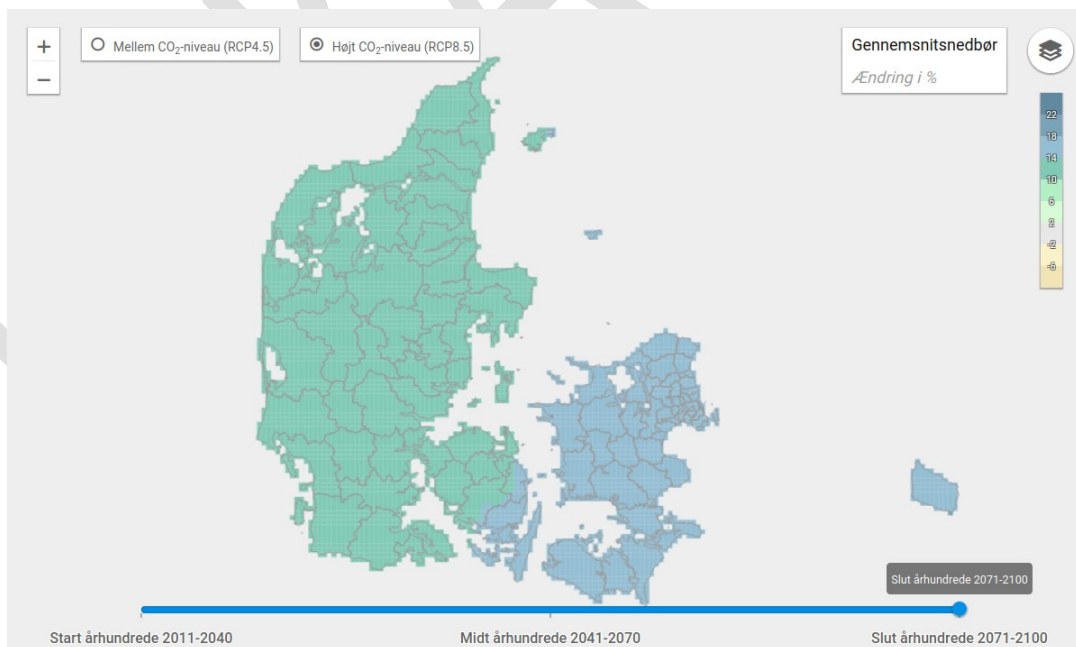 +
−
Mellem CO₂-niveau (RCP4.5)
Højt CO₂-niveau (RCP8.5)
Gennemsnitsnedbør
Ændring i %
22
18
14
10
6
2
-2
-6
Slut århundrede 2071-2100
Start århundrede 2011-2040
Midt århundrede 2041-2070
Slut århundrede 2071-2100